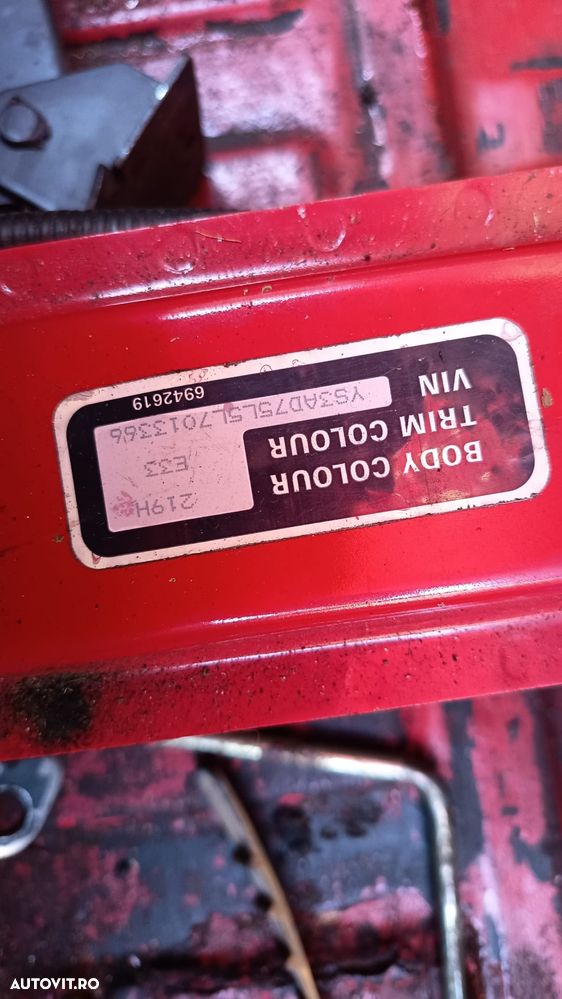 BODY COLOUR 219H
TRIM COLOUR E33
VIN YS3AD75L5L7013366
6942619
AUTOVIT.RO